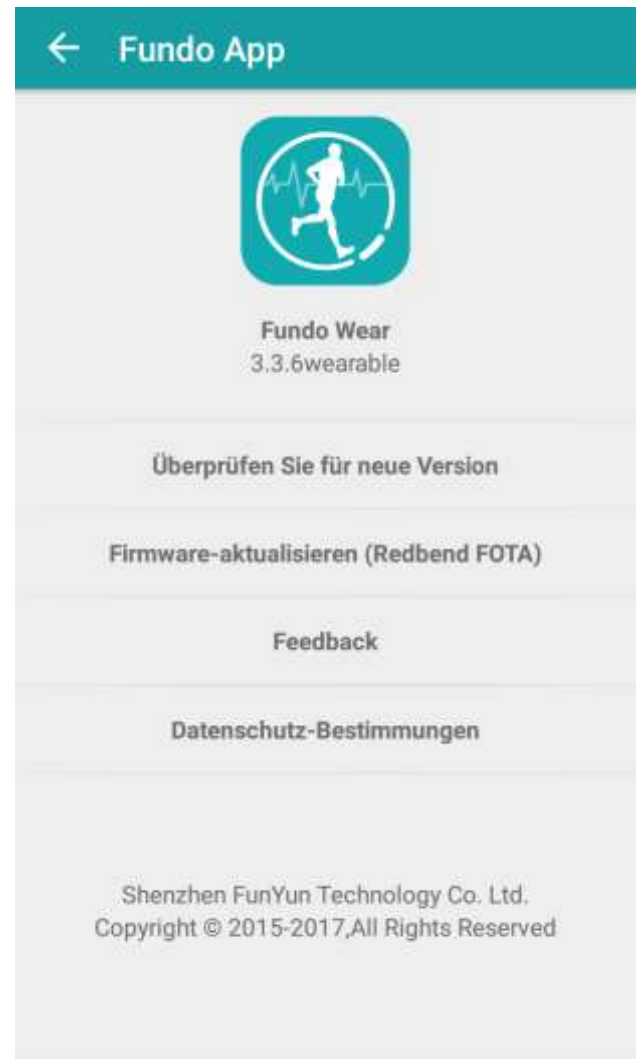 Fundo App
Fundo Wear
3.3.6wearable
Überprüfen Sie für neue Version
Firmware-aktualisieren (Redbend FOTA)
Feedback
Datenschutz-Bestimmungen
Shenzhen FunYun Technology Co. Ltd.
Copyright © 2015-2017,All Rights Reserved